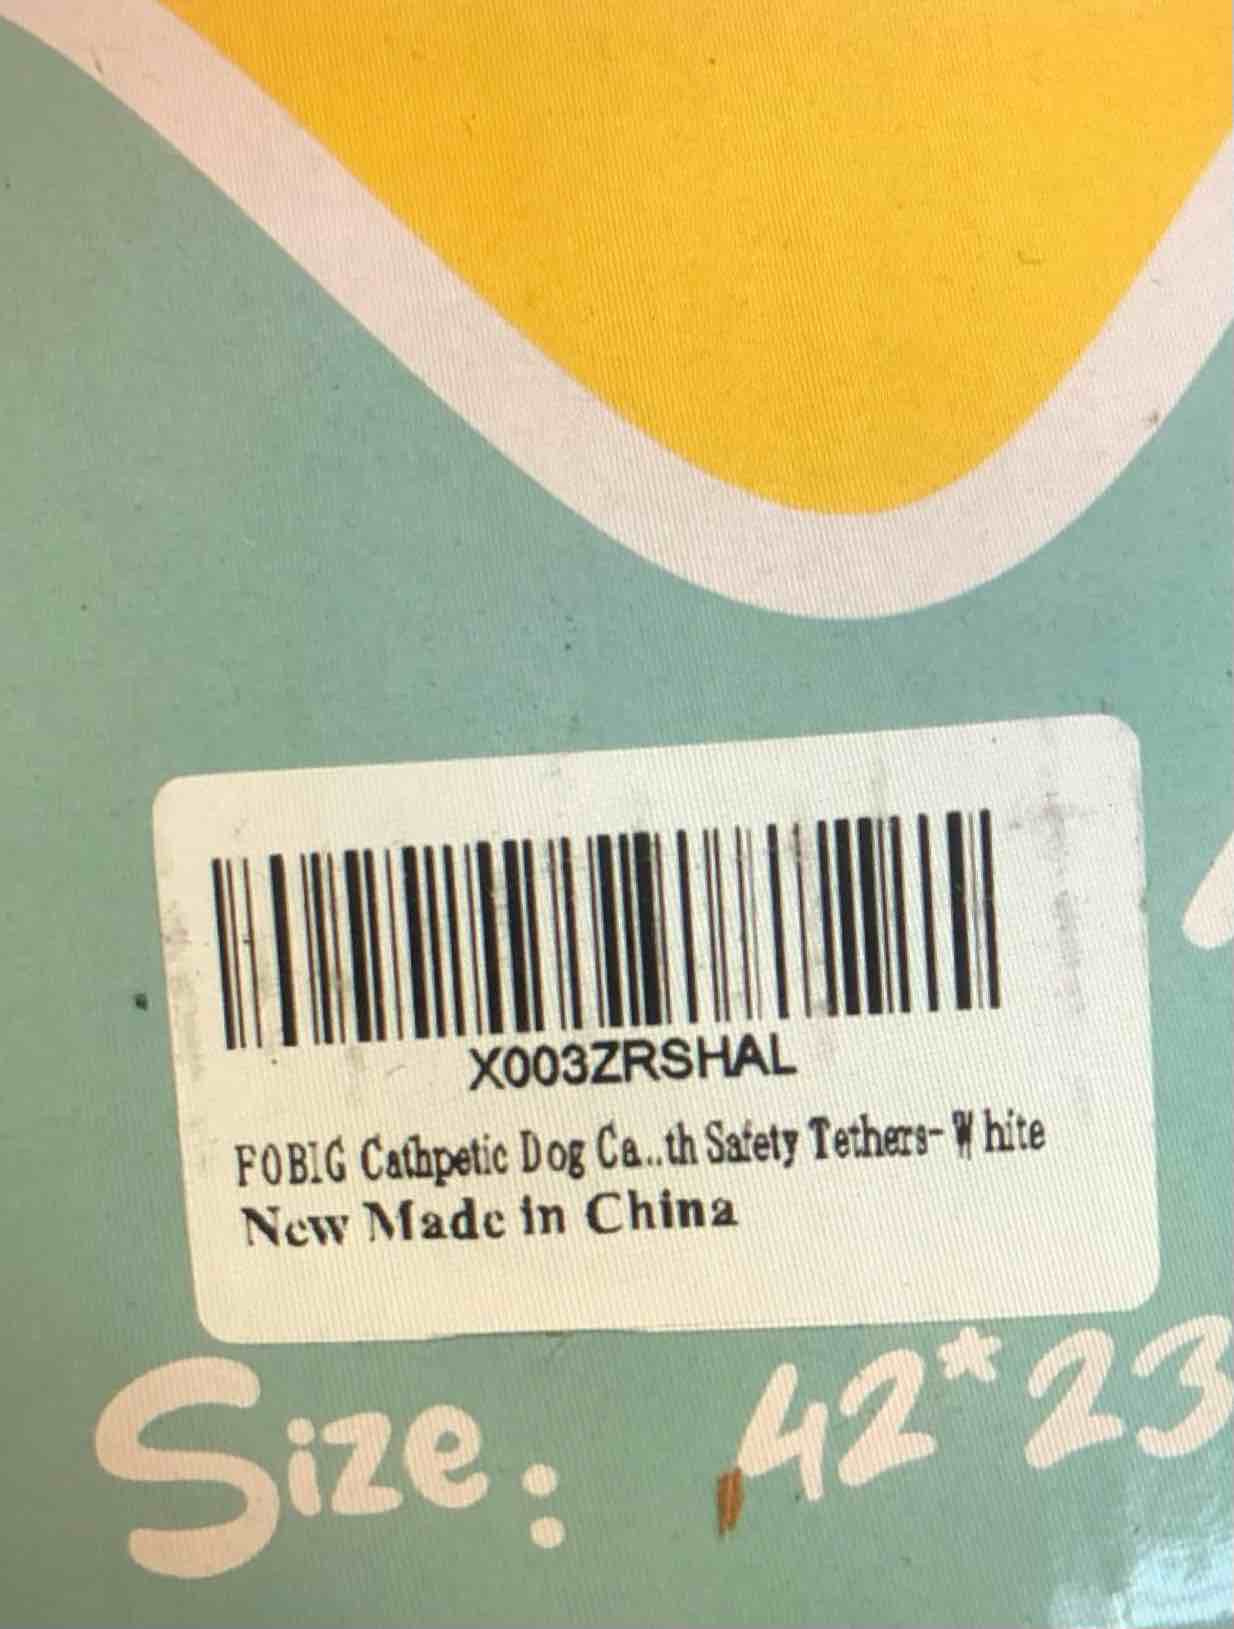 X003ZRSHAL
FOBIG Cathpetic Dog Ca..th Safety Tethers- White
New Made in China
Size: 42*23